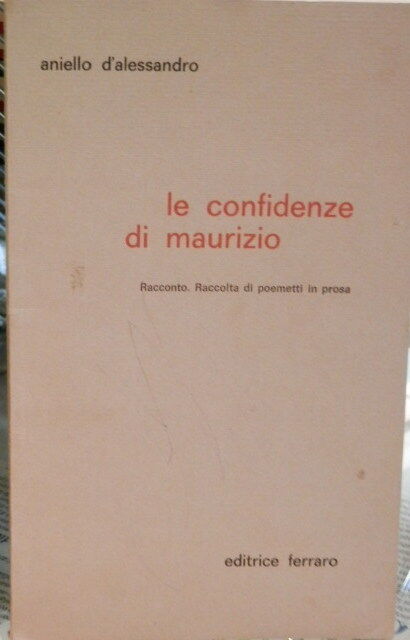 aniello d'alessandro
le confidenze
di maurizio
Racconto. Raccolta di poemetti in prosa
editrice ferraro